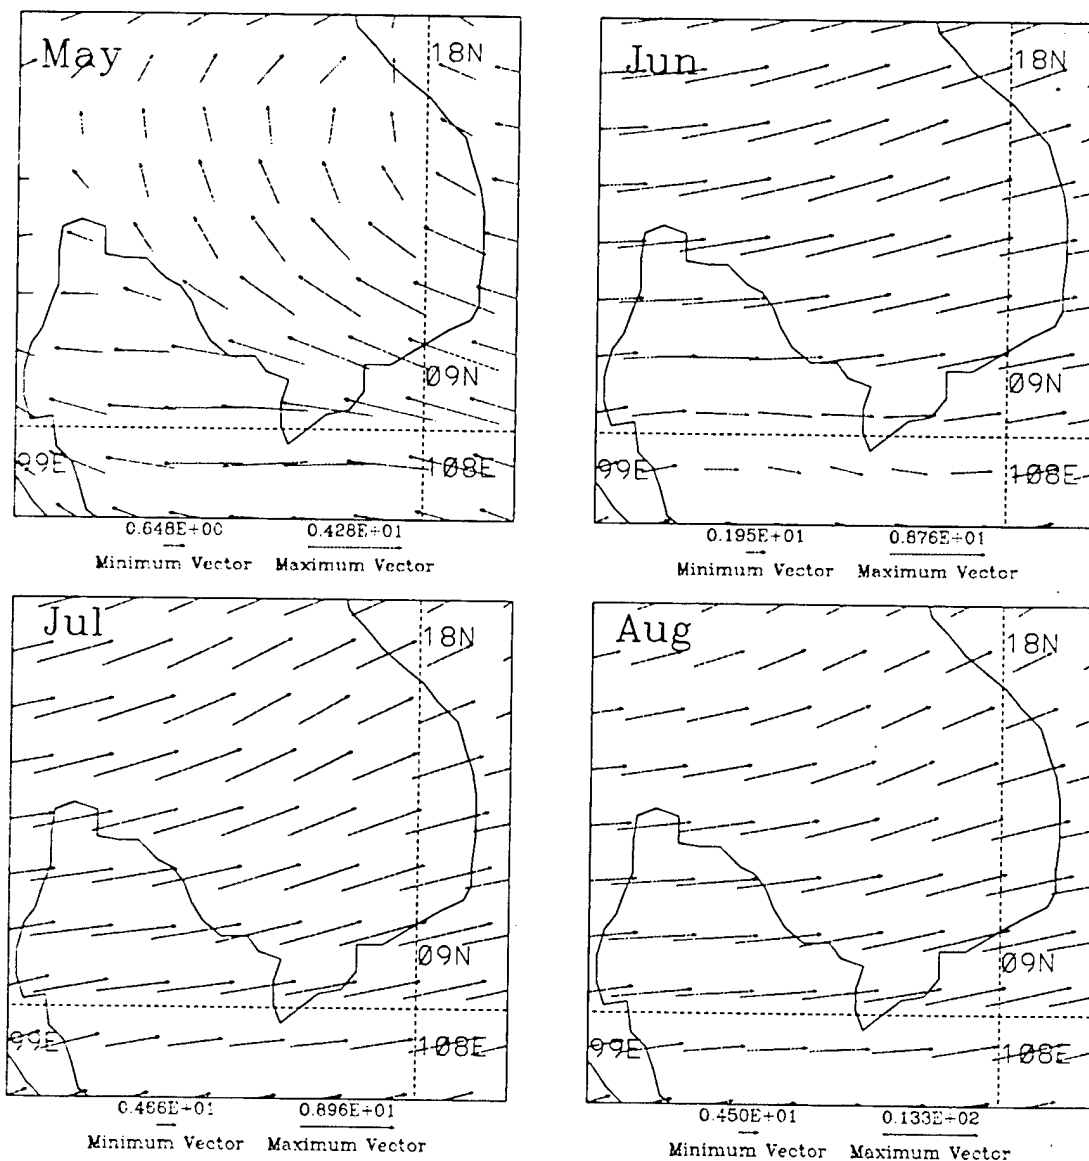 May
18N
09N
99E
108E
0.648E+00 0.428E+01
Minimum Vector Maximum Vector
Jun
18N
09N
99E
108E
0.195E+01 0.876E+01
Minimum Vector Maximum Vector
Jul
18N
09N
99E
108E
0.466E+01 0.896E+01
Minimum Vector Maximum Vector
Aug
18N
09N
99E
108E
0.450E+01 0.133E+02
Minimum Vector Maximum Vector